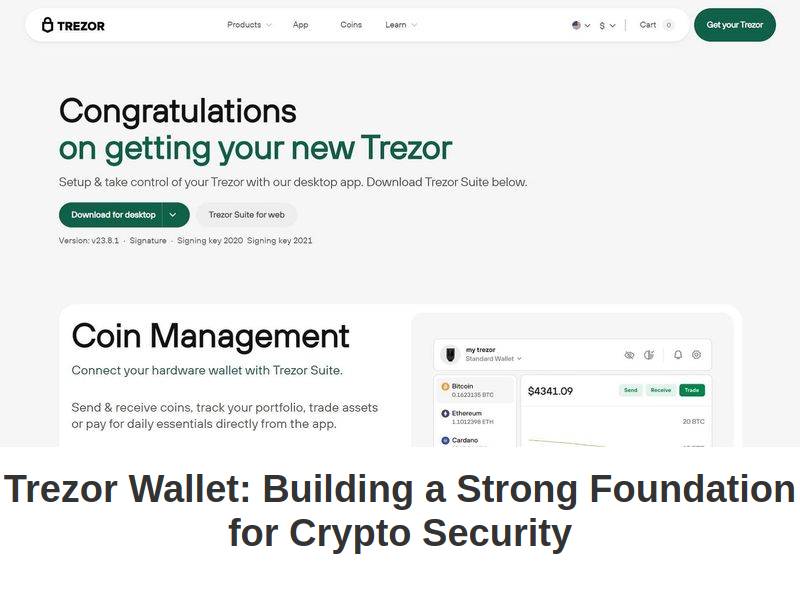 TREZOR
Products
App
Coins
Learn
$
Cart 0
Get your Trezor
Congratulations
on getting your new Trezor
Setup & take control of your Trezor with our desktop app. Download Trezor Suite below.
Download for desktop
Trezor Suite for web
Version: v23.8.1 · Signature · Signing key 2020 Signing key 2021
Coin Management
Connect your hardware wallet with Trezor Suite.
Send & receive coins, track your portfolio, trade assets
or pay for daily essentials directly from the app.
my trezor
Standard Wallet
Bitcoin
0.1623135 BTC
Ethereum
1.1012398 ETH
Cardano
$4341.09
Send
Receive
Trade
20 BTC
Trezor Wallet: Building a Strong Foundation
for Crypto Security